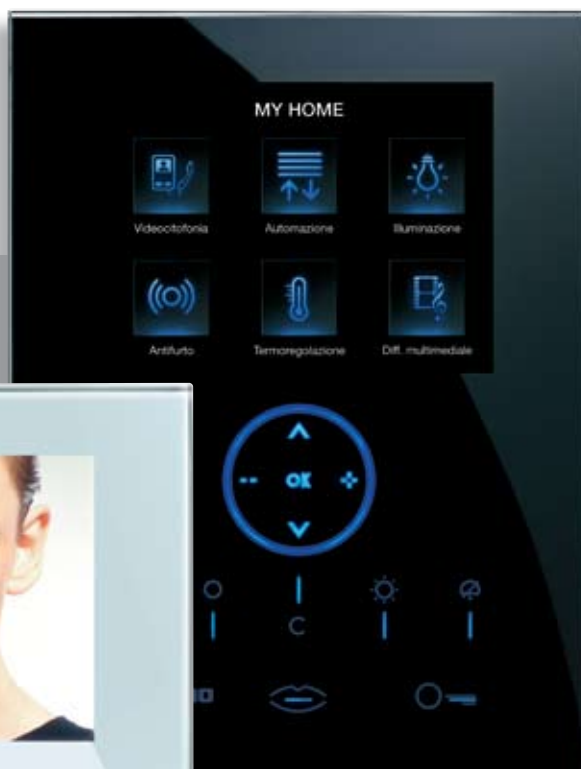 MY HOME
Videocitofonia Automazione Illuminazione
Antifurto Termoregolazione Diff. multimediale
OK
C